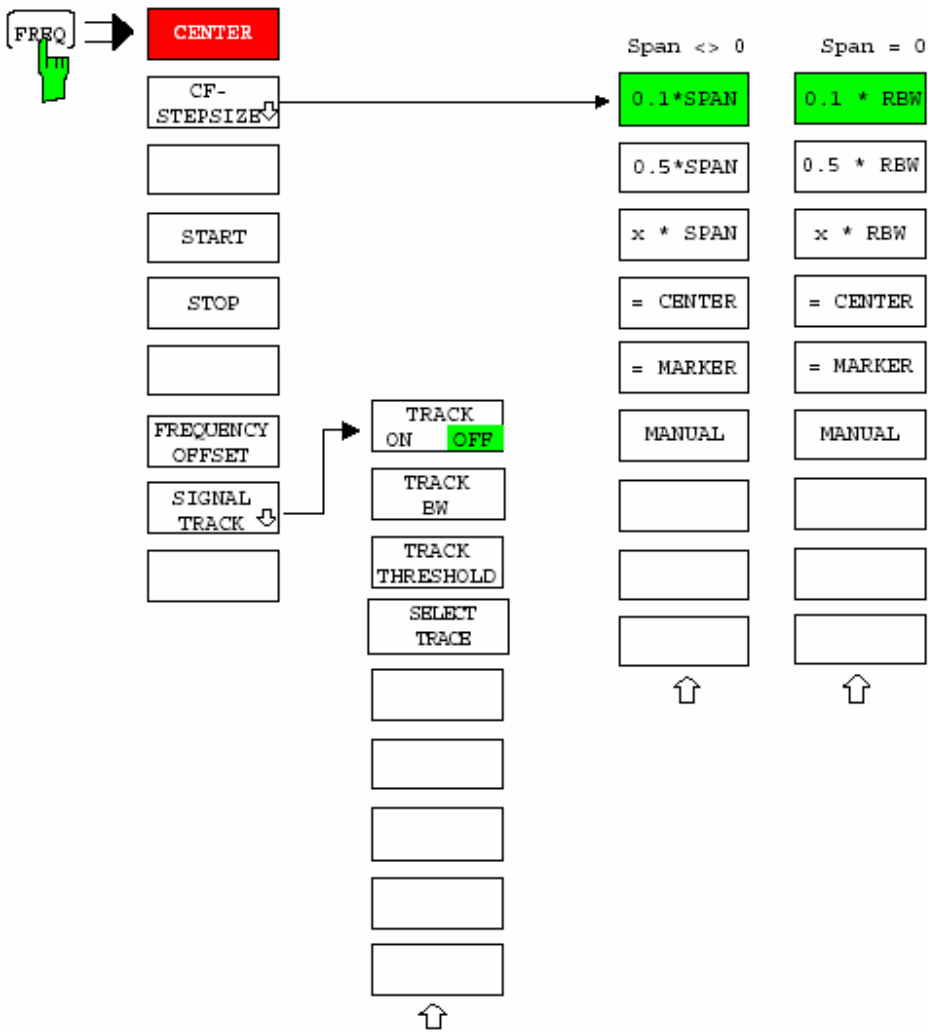 FREQ
CENTER
CF-
STEPSIZE
START
STOP
FREQUENCY
OFFSET
SIGNAL
TRACK
TRACK
ON OFF
TRACK
BW
TRACK
THRESHOLD
SELECT
TRACE
Span <> 0
0.1*SPAN
0.5*SPAN
x * SPAN
= CENTER
= MARKER
MANUAL
Span = 0
0.1 * RBW
0.5 * RBW
x * RBW
= CENTER
= MARKER
MANUAL